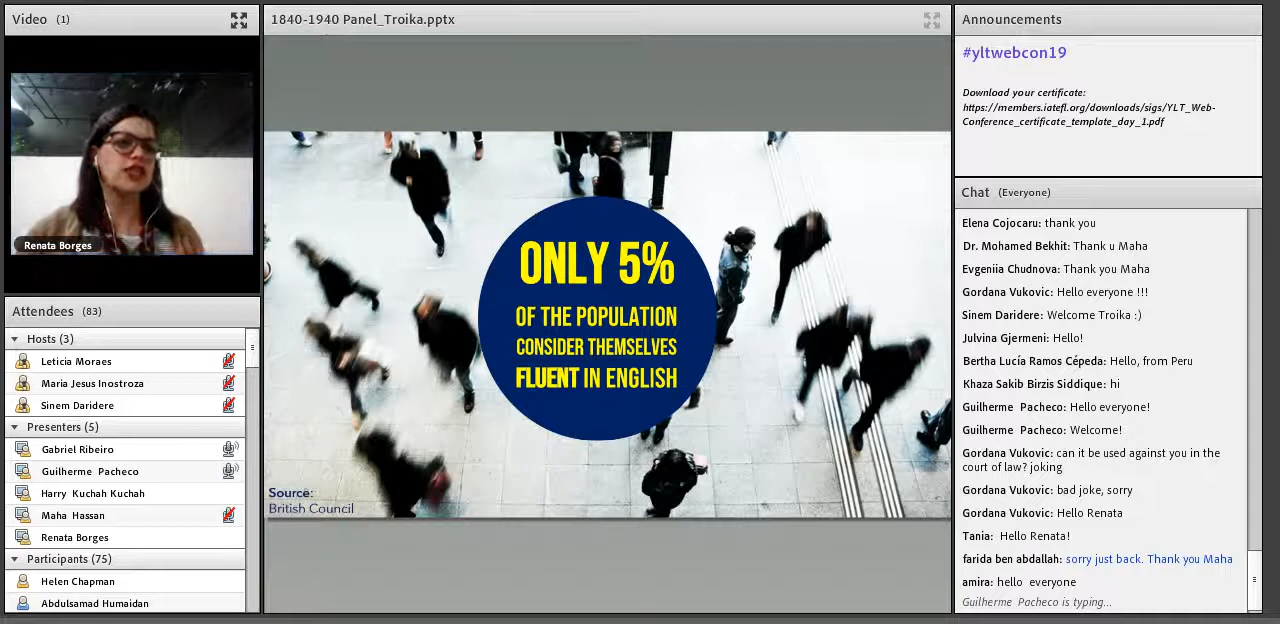 Video (1)
Renata Borges
Attendees (83)
Hosts (3)
Leticia Moraes
Maria Jesus Inostroza
Sinem Daridere
Presenters (5)
Gabriel Ribeiro
Guilherme Pacheco
Harry Kuchah Kuchah
Maha Hassan
Renata Borges
Participants (75)
Helen Chapman
Abdulsamad Humaidan
1840-1940 Panel_Troika.pptx
ONLY 5%
OF THE POPULATION
CONSIDER THEMSELVES
FLUENT IN ENGLISH
Source:
British Council
Announcements
#yltwebcon19
Download your certificate:
https://members.iatefl.org/downloads/sigs/YLT_Web-
Conference_certificate_template_day_1.pdf
Chat (Everyone)
Elena Cojocaru: thank you
Dr. Mohamed Bekhit: Thank u Maha
Evgeniia Chudnova: Thank you Maha
Gordana Vukovic: Hello everyone !!!
Sinem Daridere: Welcome Troika :)
Julvina Gjermeni: Hello!
Bertha Lucía Ramos Cépeda: Hello, from Peru
Khaza Sakib Birzis Siddique: hi
Guilherme Pacheco: Hello everyone!
Guilherme Pacheco: Welcome!
Gordana Vukovic: can it be used against you in the
court of law? joking
Gordana Vukovic: bad joke, sorry
Gordana Vukovic: Hello Renata
Tania: Hello Renata!
farida ben abdallah: sorry just back. Thank you Maha
amira: hello everyone
Guilherme Pacheco is typing...